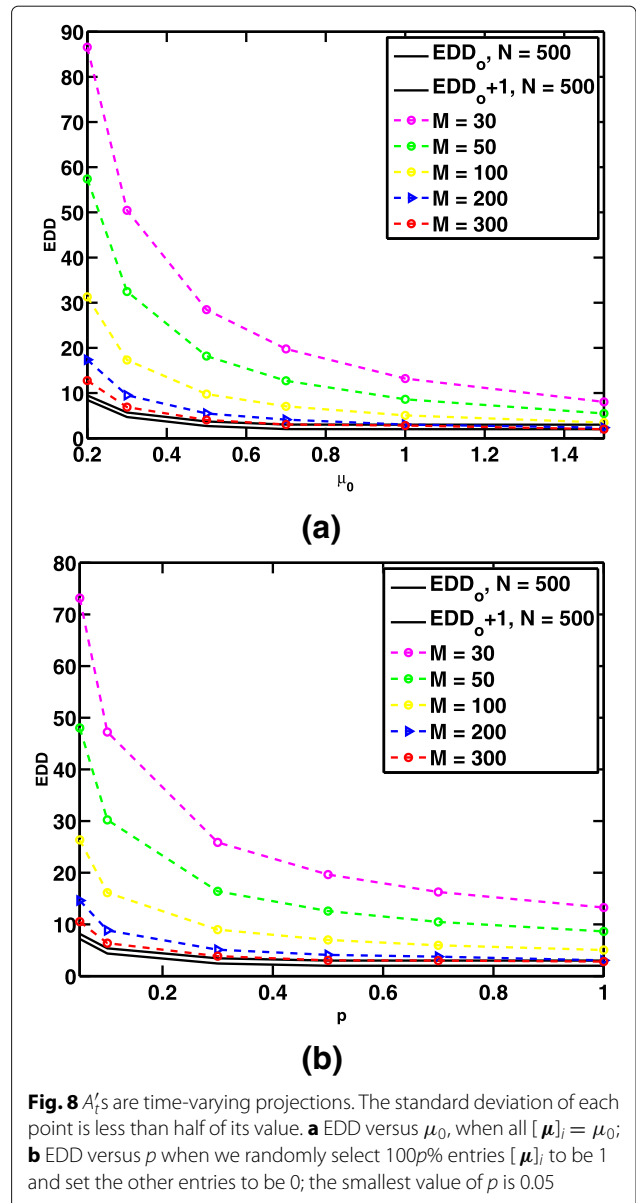 90
80
70
60
50
40
30
20
10
0
EDD
0.2
0.4
0.6
0.8
1
1.2
1.4
μ₀
EDDₒ, N = 500
EDDₒ+1, N = 500
M = 30
M = 50
M = 100
M = 200
M = 300
(a)
80
70
60
50
40
30
20
10
0
EDD
0.2
0.4
0.6
0.8
1
p
EDDₒ, N = 500
EDDₒ+1, N = 500
M = 30
M = 50
M = 100
M = 200
M = 300
(b)
Fig. 8 A′ₜs are time-varying projections. The standard deviation of each
point is less than half of its value. a EDD versus μ₀, when all [ μ]ᵢ = μ₀;
b EDD versus p when we randomly select 100p% entries [ μ]ᵢ to be 1
and set the other entries to be 0; the smallest value of p is 0.05